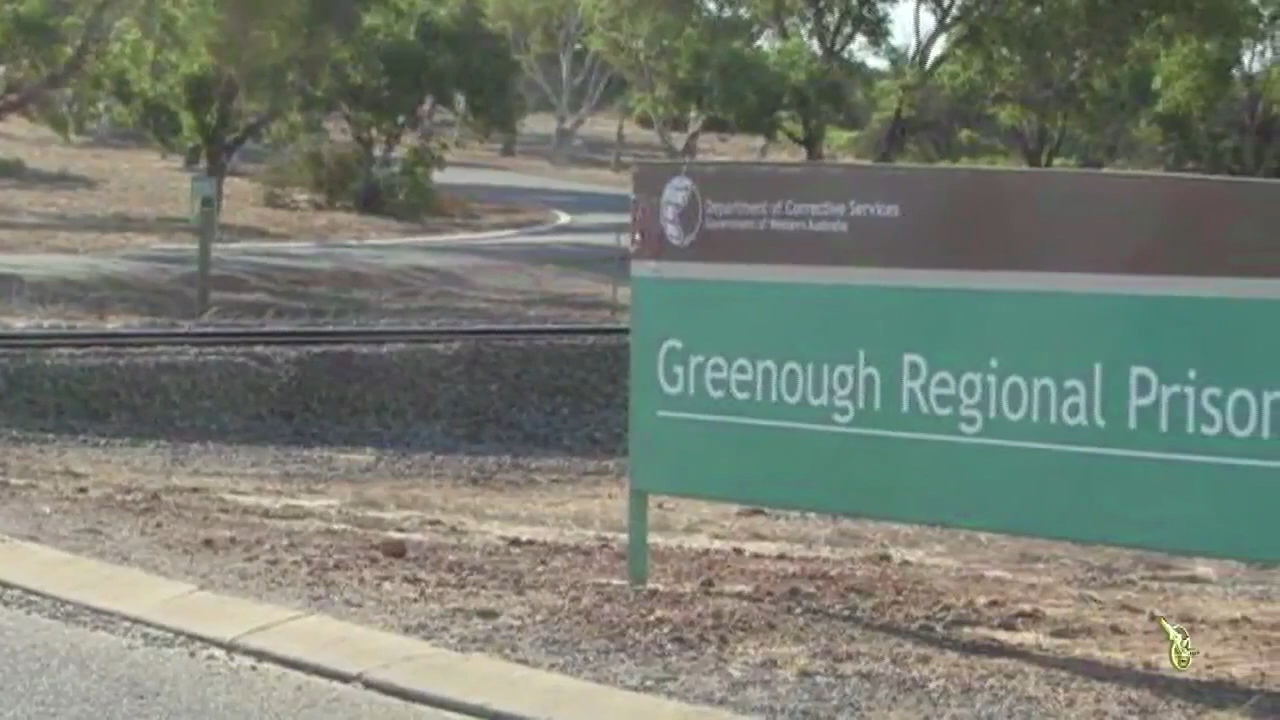 Department of Corrective Services
Government of Western Australia
Greenough Regional Prison